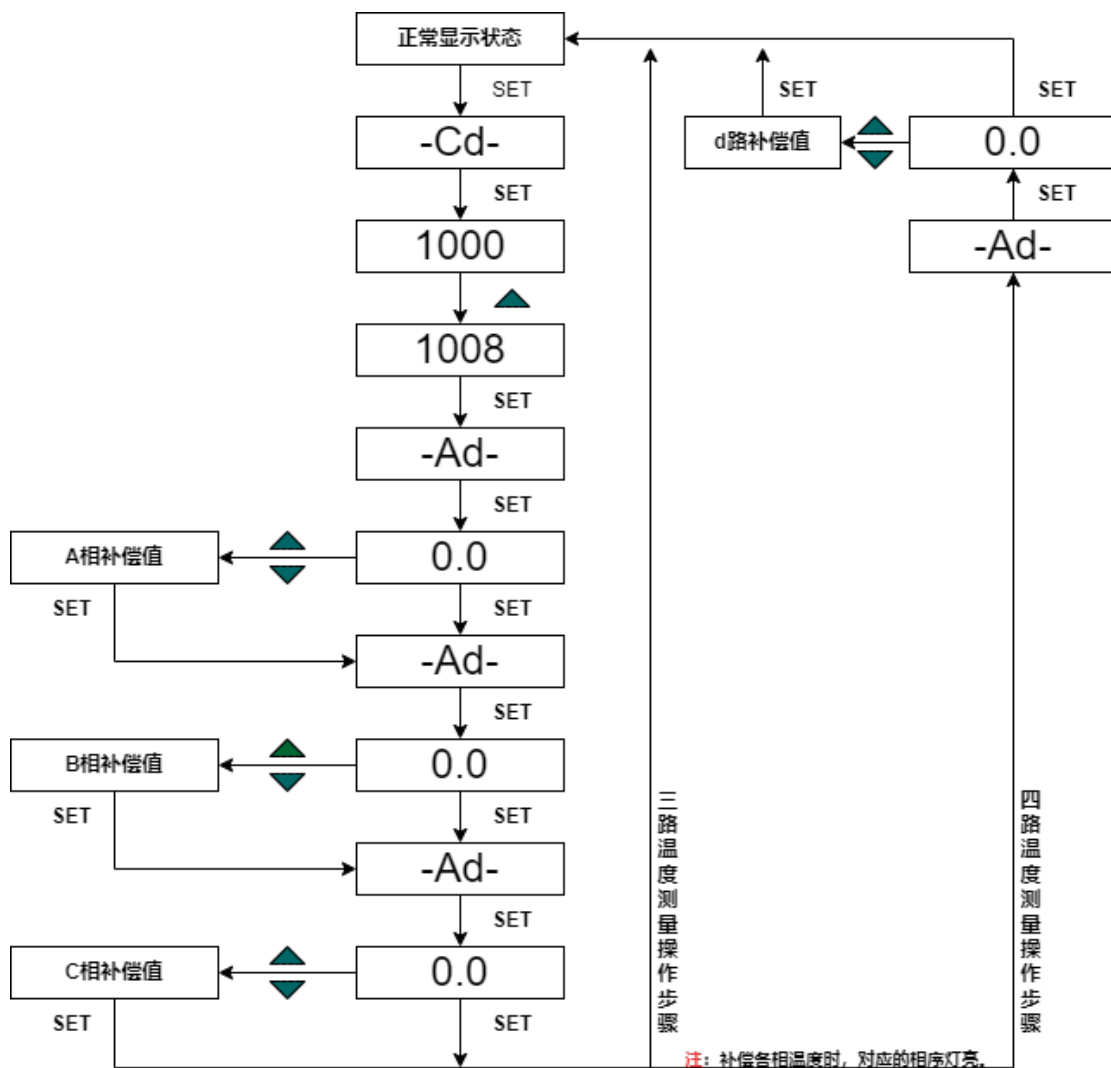 正常显示状态
SET
-Cd-
SET
1000
1008
SET
-Ad-
SET
0.0
A相补偿值
SET
SET
-Ad-
SET
0.0
B相补偿值
SET
SET
-Ad-
SET
0.0
C相补偿值
SET
SET
三路温度测量操作步骤
SET
d路补偿值
SET
0.0
SET
-Ad-
四路温度测量操作步骤
注：补偿各相温度时，对应的相序灯亮。